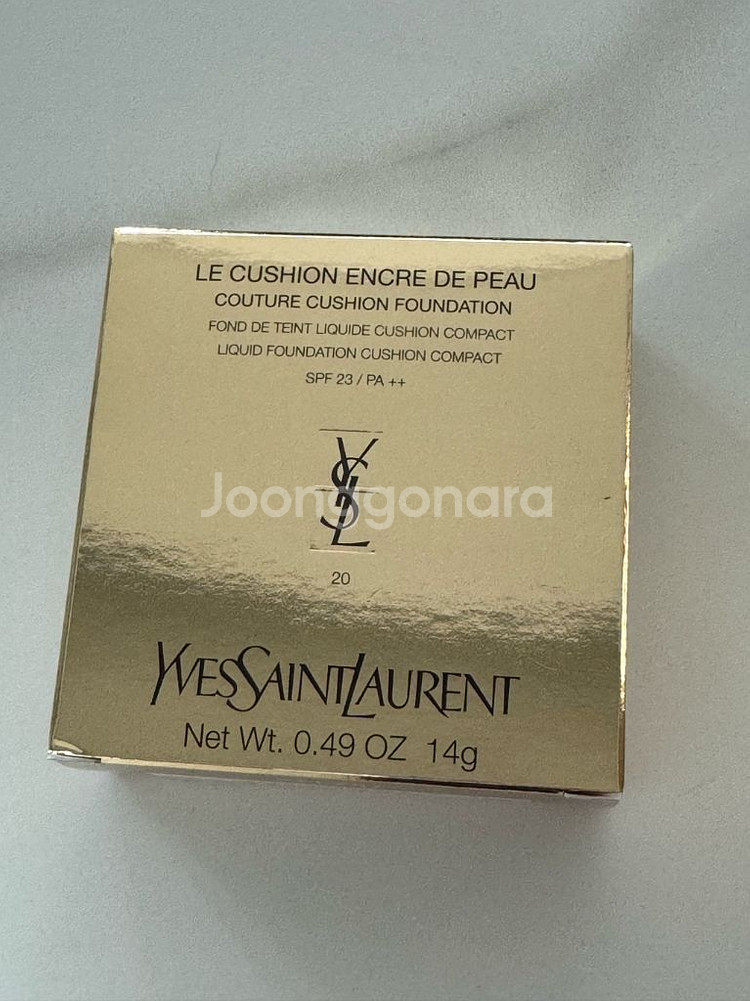 LE CUSHION ENCRE DE PEAU
COUTURE CUSHION FOUNDATION
FOND DE TEINT LIQUIDE CUSHION COMPACT
LIQUID FOUNDATION CUSHION COMPACT
SPF 23 / PA ++
YSL
Joonggonara
20
YVESSAINTLAURENT
Net Wt. 0.49 OZ 14g